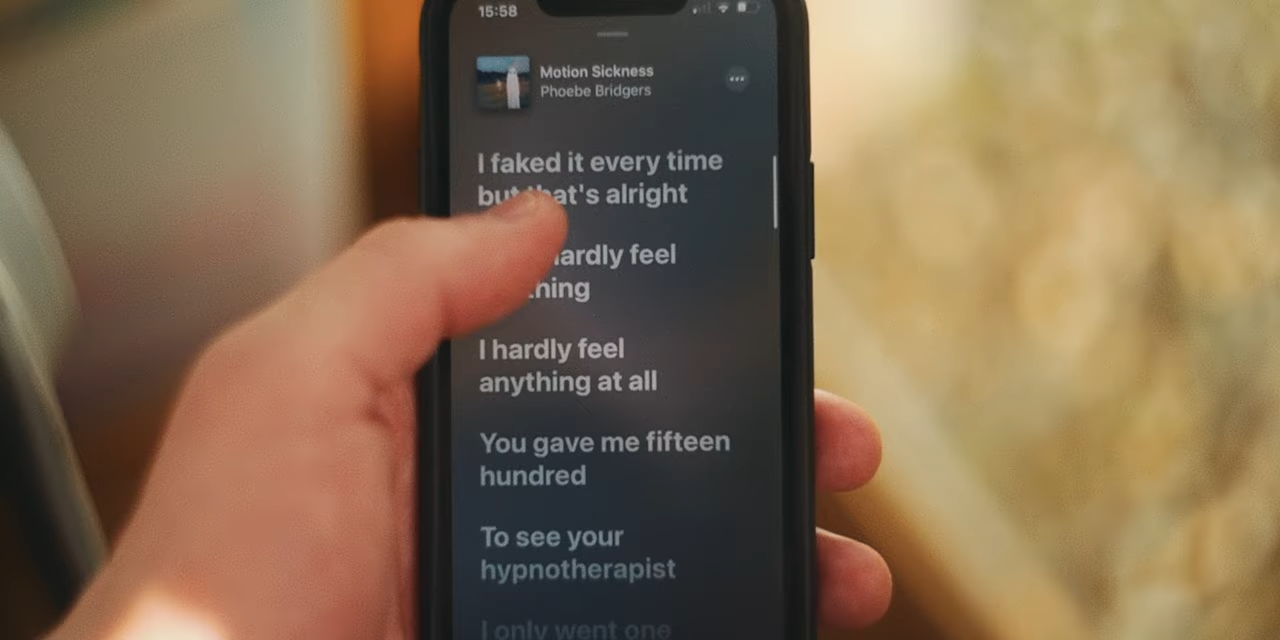 15:58
Motion Sickness
Phoebe Bridgers
I faked it every time
but that's alright
hardly feel
I hardly feel
anything at all
You gave me fifteen
hundred
To see your
hypnotherapist
I only went one